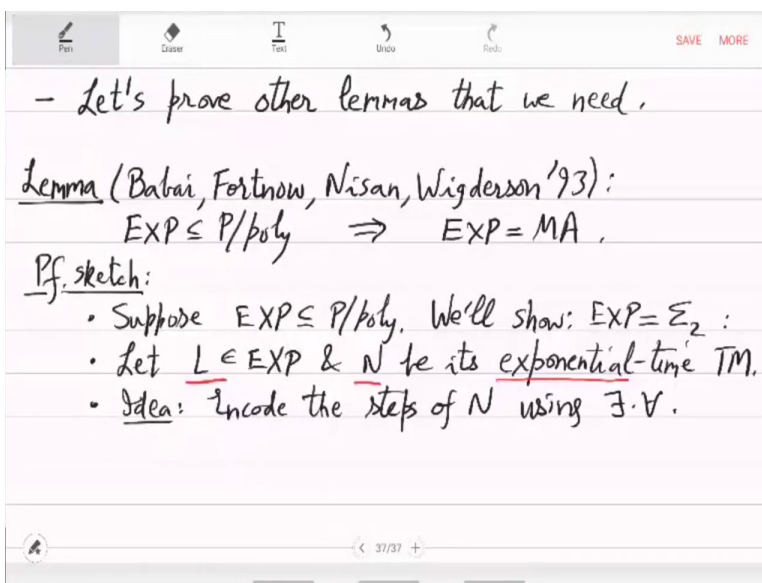 Pen Eraser Text Undo Redo SAVE MORE
- Let's prove other lemmas that we need.
Lemma (Babai, Fortnow, Nisan, Wigderson'93):
EXP ⊆ P/poly ⇒ EXP = MA.
Pf. sketch:
• Suppose EXP ⊆ P/poly. We'll show: EXP = Σ₂ :
• Let L ∈ EXP & N be its exponential-time TM.
• Idea: Encode the steps of N using ∃·∀.
< 37/37 +